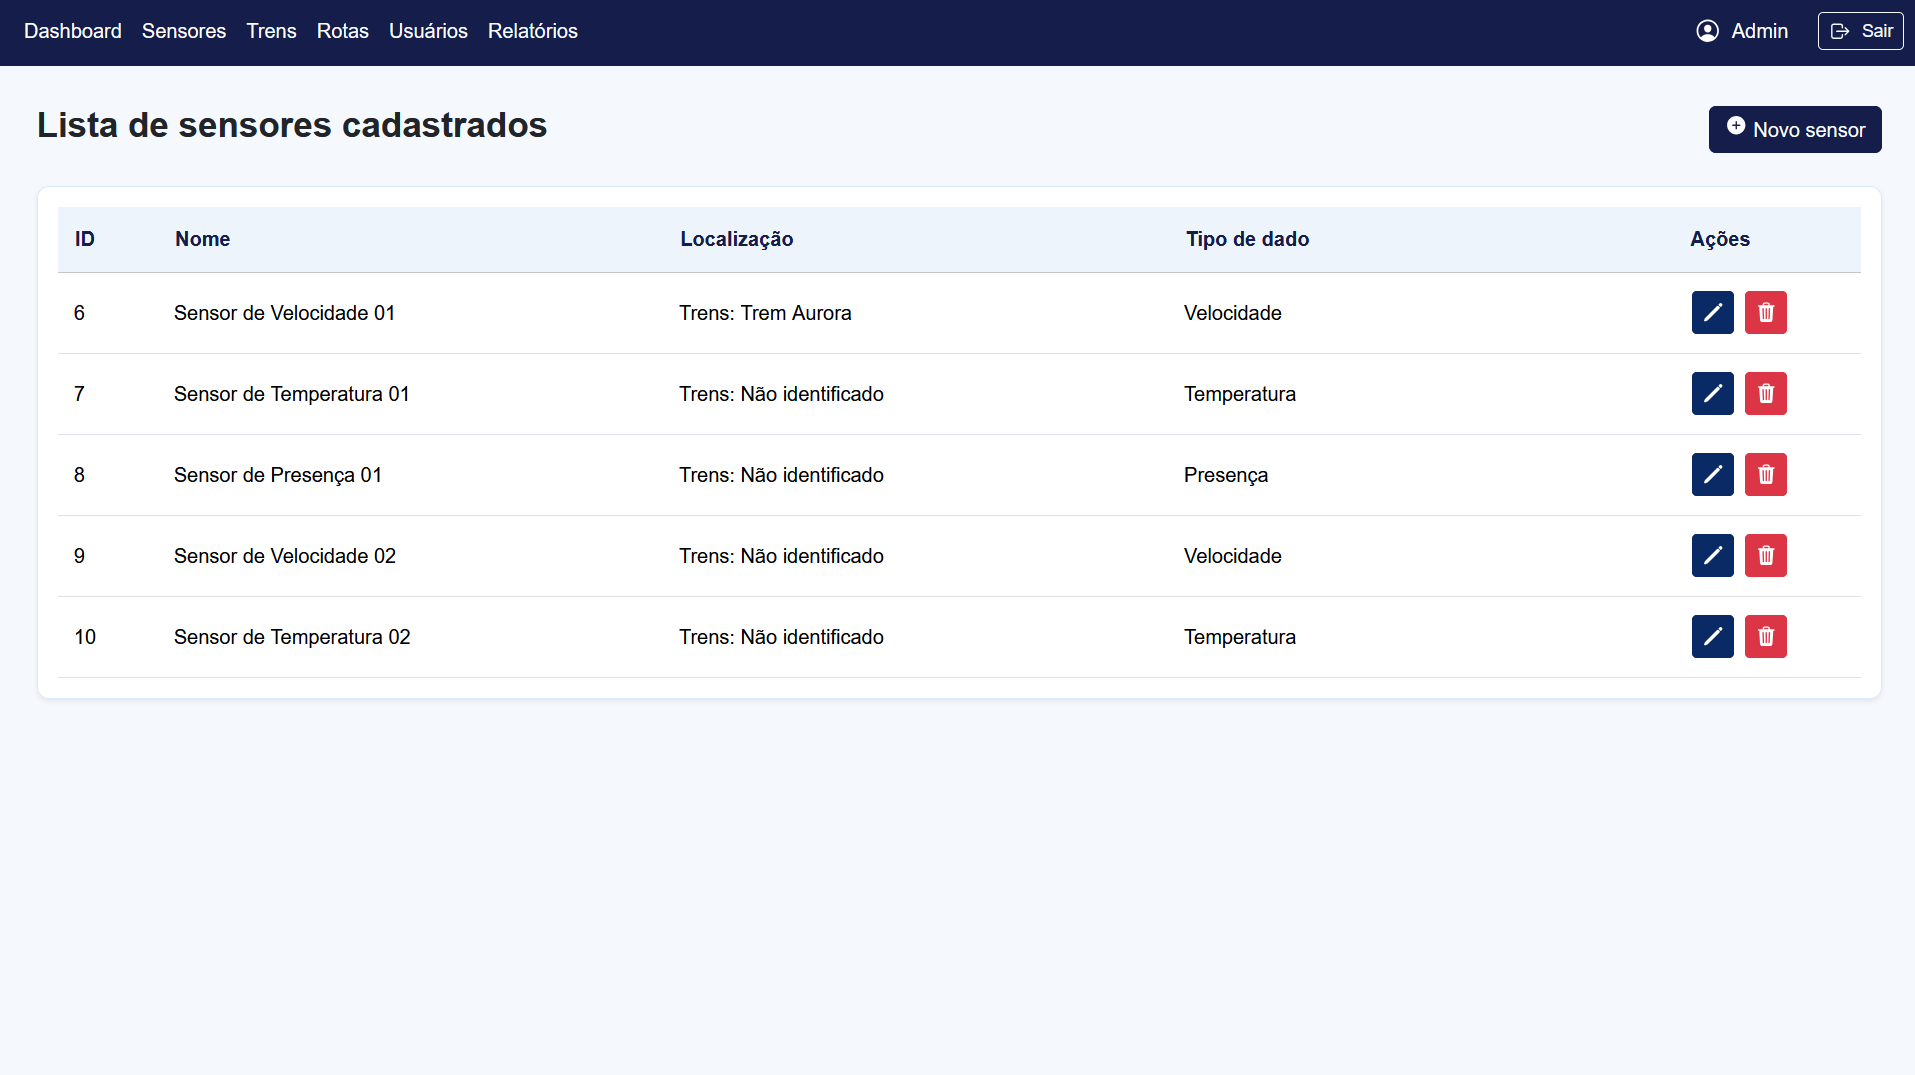 Dashboard Sensores Trens Rotas Usuários Relatórios Admin Sair
Lista de sensores cadastrados Novo sensor
ID Nome Localização Tipo de dado Ações
6 Sensor de Velocidade 01 Trens: Trem Aurora Velocidade
7 Sensor de Temperatura 01 Trens: Não identificado Temperatura
8 Sensor de Presença 01 Trens: Não identificado Presença
9 Sensor de Velocidade 02 Trens: Não identificado Velocidade
10 Sensor de Temperatura 02 Trens: Não identificado Temperatura